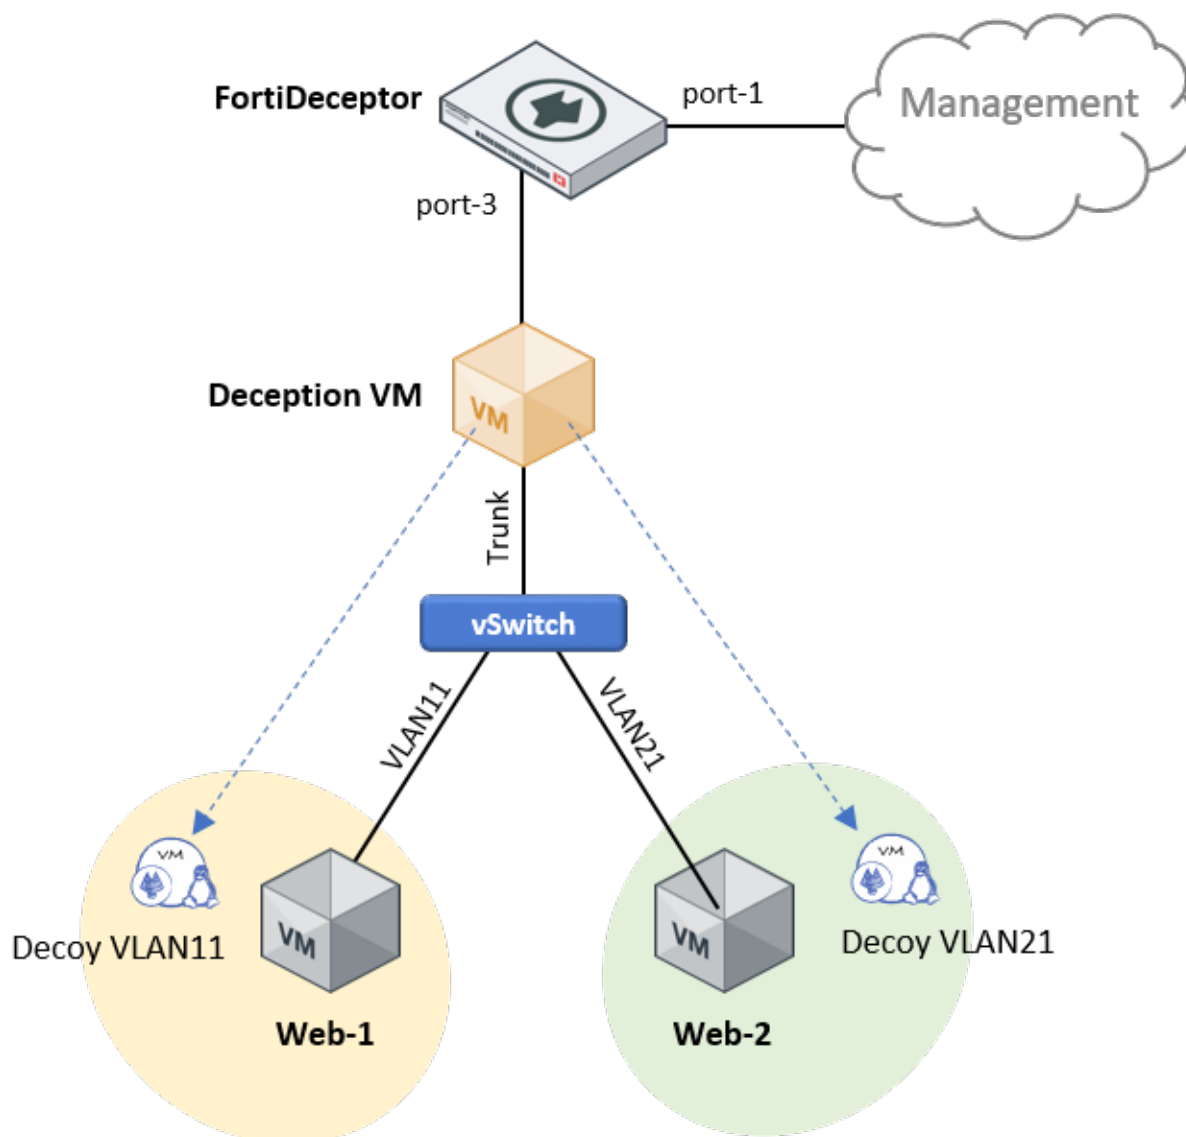 FortiDeceptor
port-1
Management
port-3
Deception VM
VM
Trunk
vSwitch
VLAN11
VLAN21
VM
VM
Decoy VLAN11
VM
VM
Decoy VLAN21
Web-1
Web-2